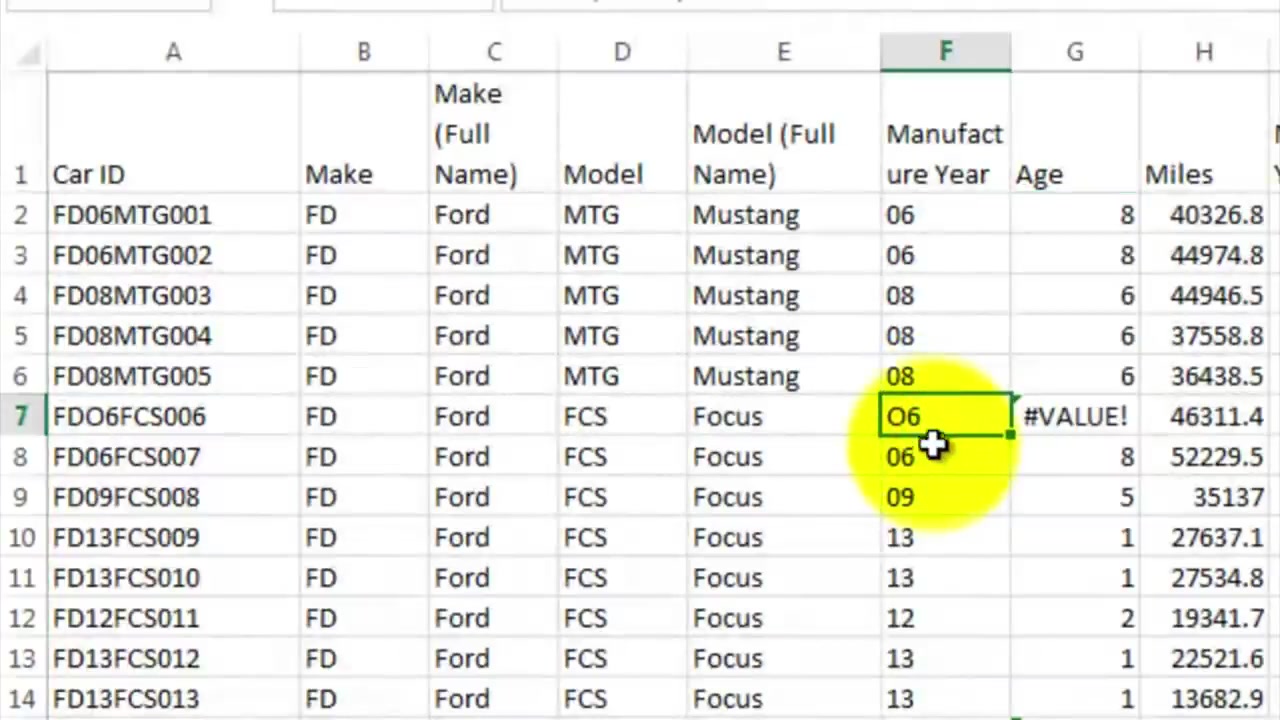 A B C D E F G H
Make
(Full Model (Full Manufact
1 Car ID Make Name) Model Name) ure Year Age Miles
2 FD06MTG001 FD Ford MTG Mustang 06 8 40326.8
3 FD06MTG002 FD Ford MTG Mustang 06 8 44974.8
4 FD08MTG003 FD Ford MTG Mustang 08 6 44946.5
5 FD08MTG004 FD Ford MTG Mustang 08 6 37558.8
6 FD08MTG005 FD Ford MTG Mustang 08 6 36438.5
7 FDO6FCS006 FD Ford FCS Focus O6 #VALUE! 46311.4
8 FD06FCS007 FD Ford FCS Focus 06 8 52229.5
9 FD09FCS008 FD Ford FCS Focus 09 5 35137
10 FD13FCS009 FD Ford FCS Focus 13 1 27637.1
11 FD13FCS010 FD Ford FCS Focus 13 1 27534.8
12 FD12FCS011 FD Ford FCS Focus 12 2 19341.7
13 FD13FCS012 FD Ford FCS Focus 13 1 22521.6
14 FD13FCS013 FD Ford FCS Focus 13 1 13682.9